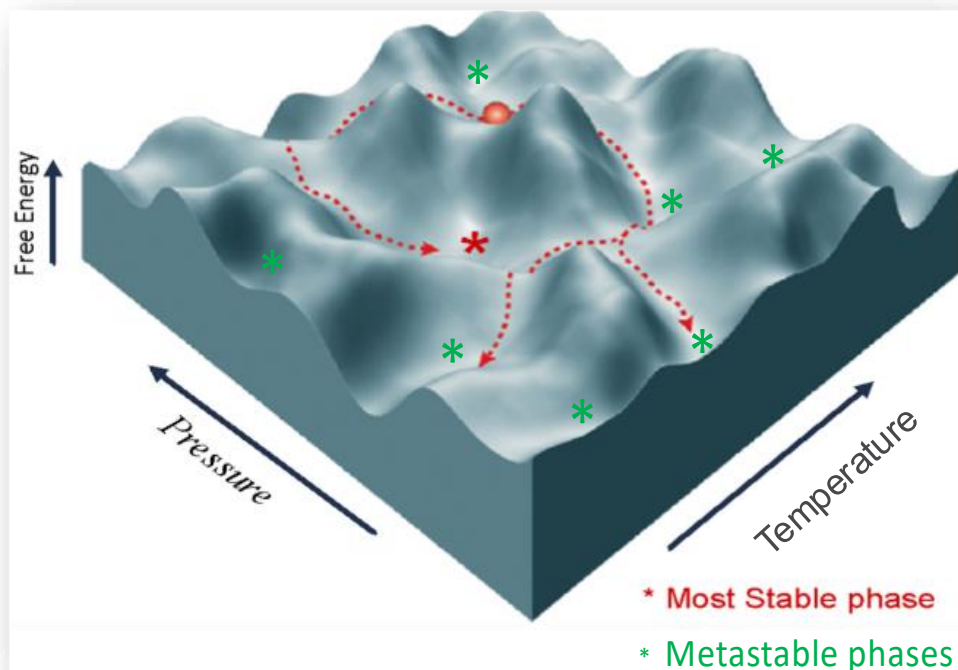 Free Energy
Pressure
Temperature
* Most Stable phase
* Metastable phases